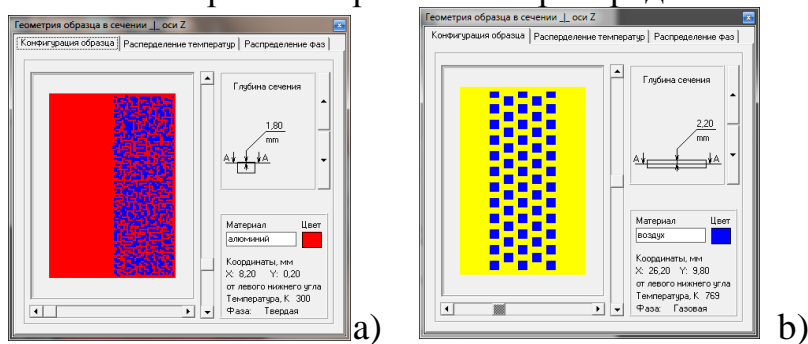 Геометрия образца в сечении _|_ оси Z
Конфигурация образца Расперделение температур Распределение фаз
Глубина сечения
1,80
mm
A A
Материал Цвет
алюминий
Координаты, мм
X: 8,20 Y: 0,20
от левого нижнего угла
Температура, К 300
Фаза: Твердая
a)
Геометрия образца в сечении _|_ оси Z
Конфигурация образца Расперделение температур Распределение фаз
Глубина сечения
2,20
mm
A A
Материал Цвет
воздух
Координаты, мм
X: 26,20 Y: 9,80
от левого нижнего угла
Температура, К 769
Фаза: Газовая
b)